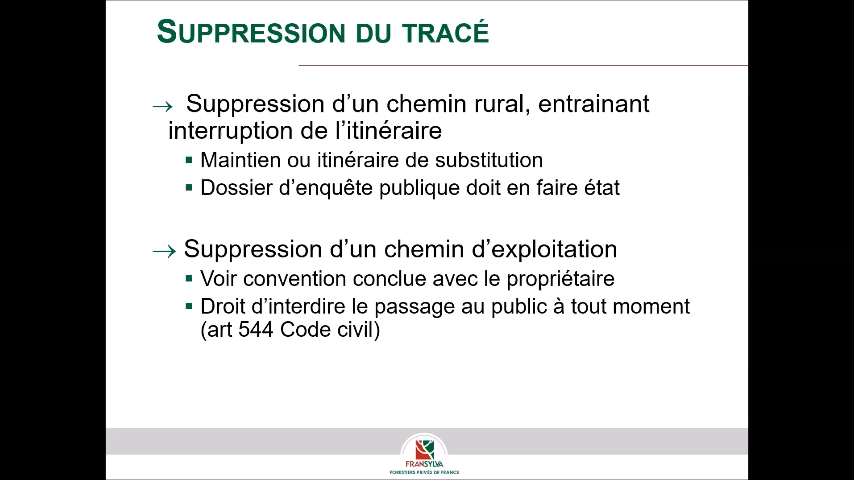 SUPPRESSION DU TRACÉ
→ Suppression d’un chemin rural, entrainant
interruption de l’itinéraire
▪ Maintien ou itinéraire de substitution
▪ Dossier d’enquête publique doit en faire état
→ Suppression d’un chemin d’exploitation
▪ Voir convention conclue avec le propriétaire
▪ Droit d’interdire le passage au public à tout moment
(art 544 Code civil)
FRANSYLVA
FORESTIERS PRIVÉS DE FRANCE